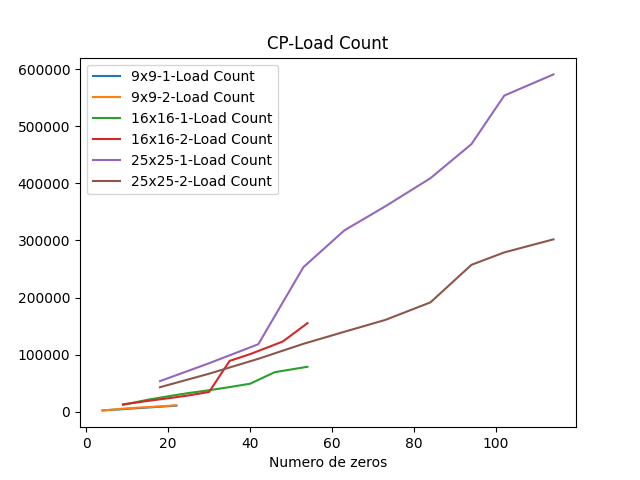 CP-Load Count
9x9-1-Load Count
9x9-2-Load Count
16x16-1-Load Count
16x16-2-Load Count
25x25-1-Load Count
25x25-2-Load Count
600000
500000
400000
300000
200000
100000
0
0 20 40 60 80 100
Numero de zeros